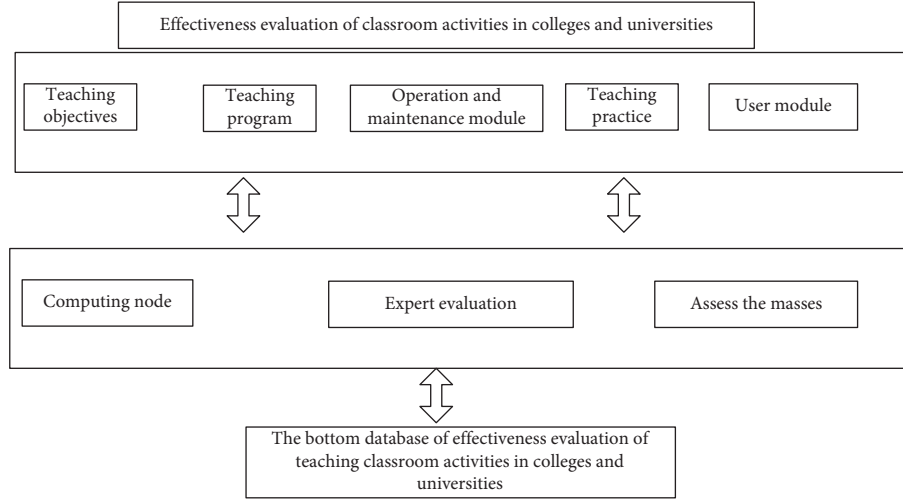 Effectiveness evaluation of classroom activities in colleges and universities
Teaching
objectives
Teaching
program
Operation and
maintenance module
Teaching
practice
User module
Computing node
Expert evaluation
Assess the masses
The bottom database of effectiveness evaluation of
teaching classroom activities in colleges and
universities